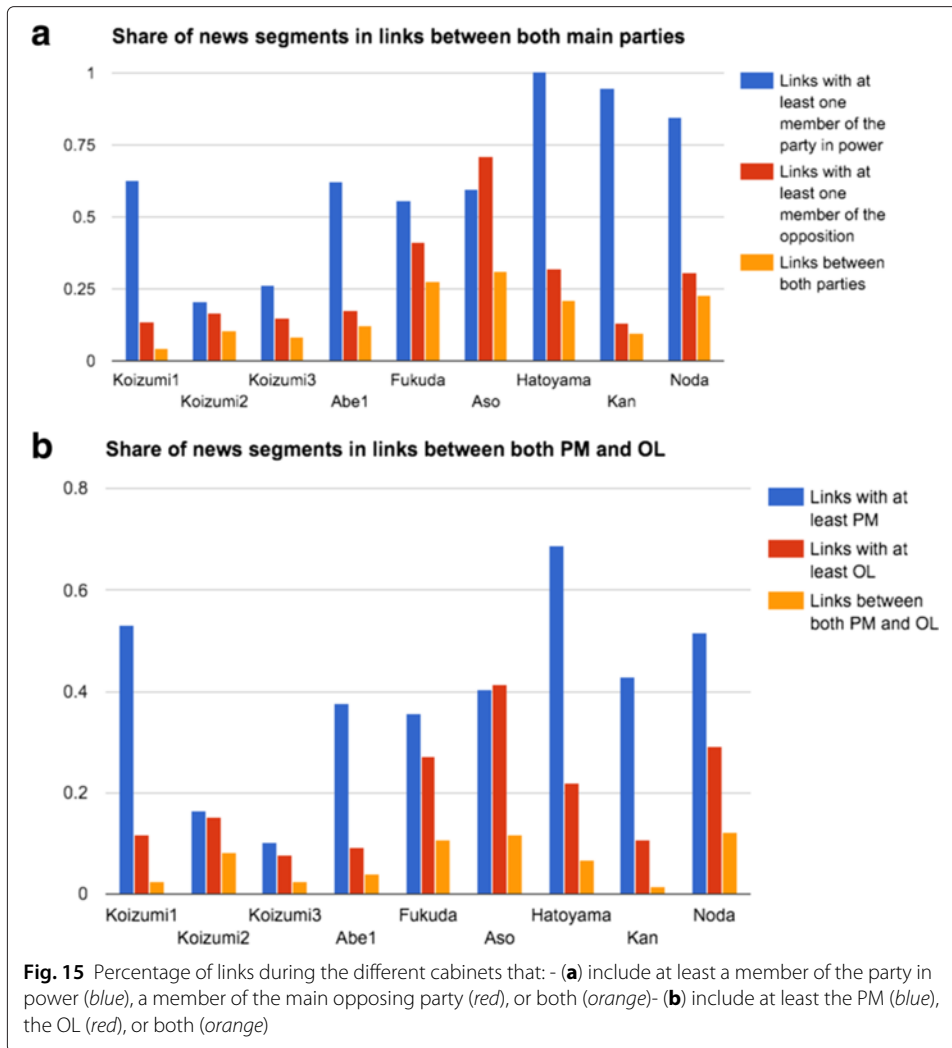 a
Share of news segments in links between both main parties
1
0.75
0.5
0.25
0
Koizumi1
Koizumi2
Koizumi3
Abe1
Fukuda
Aso
Hatoyama
Kan
Noda
Links with at
least one
member of the
party in power
Links with at
least one
member of the
opposition
Links between
both parties
b
Share of news segments in links between both PM and OL
0.8
0.6
0.4
0.2
0
Koizumi1
Koizumi2
Koizumi3
Abe1
Fukuda
Aso
Hatoyama
Kan
Noda
Links with at
least PM
Links with at
least OL
Links between
both PM and OL
Fig. 15 Percentage of links during the different cabinets that: - (a) include at least a member of the party in
power (blue), a member of the main opposing party (red), or both (orange)- (b) include at least the PM (blue),
the OL (red), or both (orange)